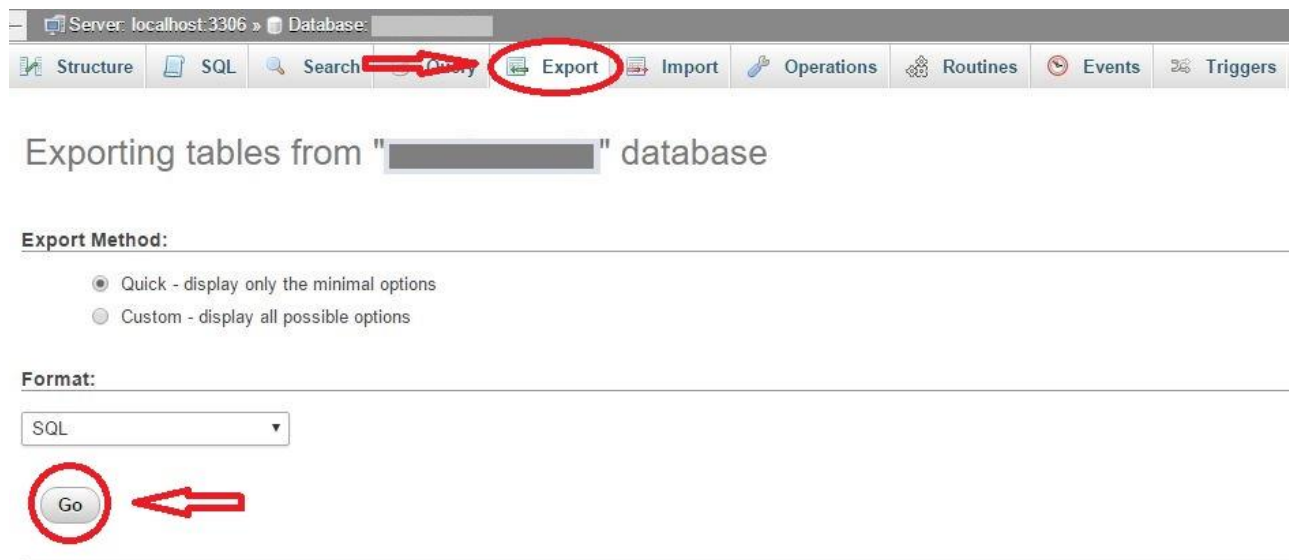 Server: localhost:3306 » Database:
Structure SQL Search Query Export Import Operations Routines Events Triggers
Exporting tables from " " database
Export Method:
Quick - display only the minimal options
Custom - display all possible options
Format:
SQL
Go